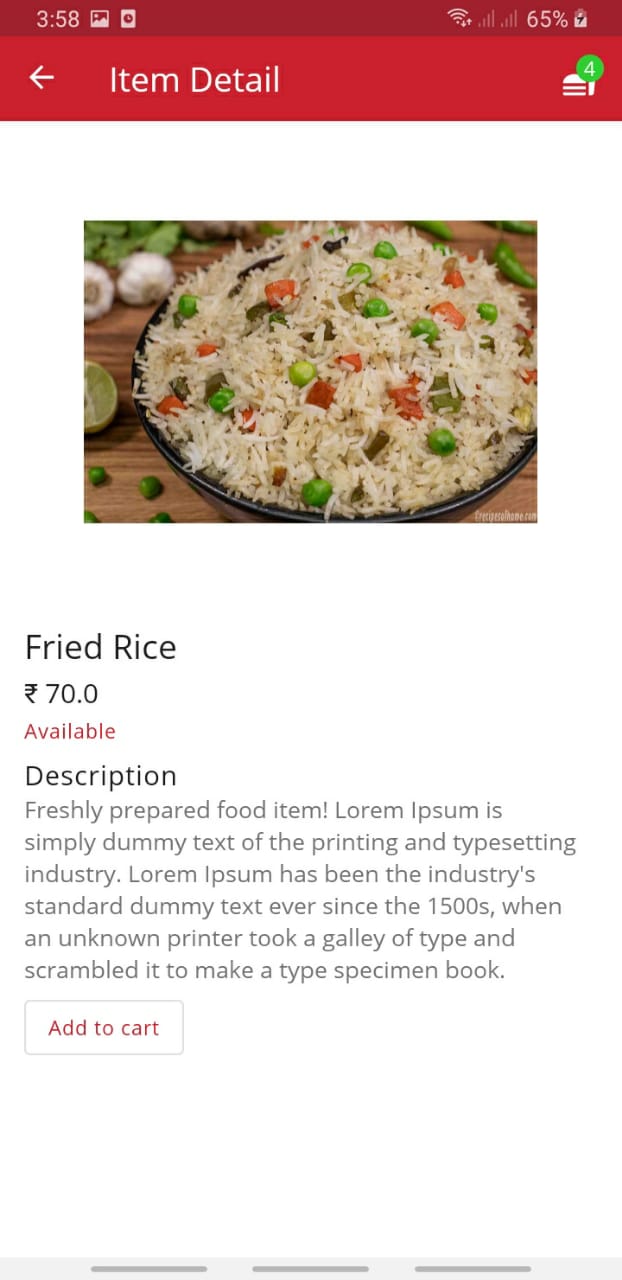 3:58 65%
Item Detail 4
Fried Rice
₹ 70.0
Available
Description
Freshly prepared food item! Lorem Ipsum is
simply dummy text of the printing and typesetting
industry. Lorem Ipsum has been the industry's
standard dummy text ever since the 1500s, when
an unknown printer took a galley of type and
scrambled it to make a type specimen book.
Add to cart